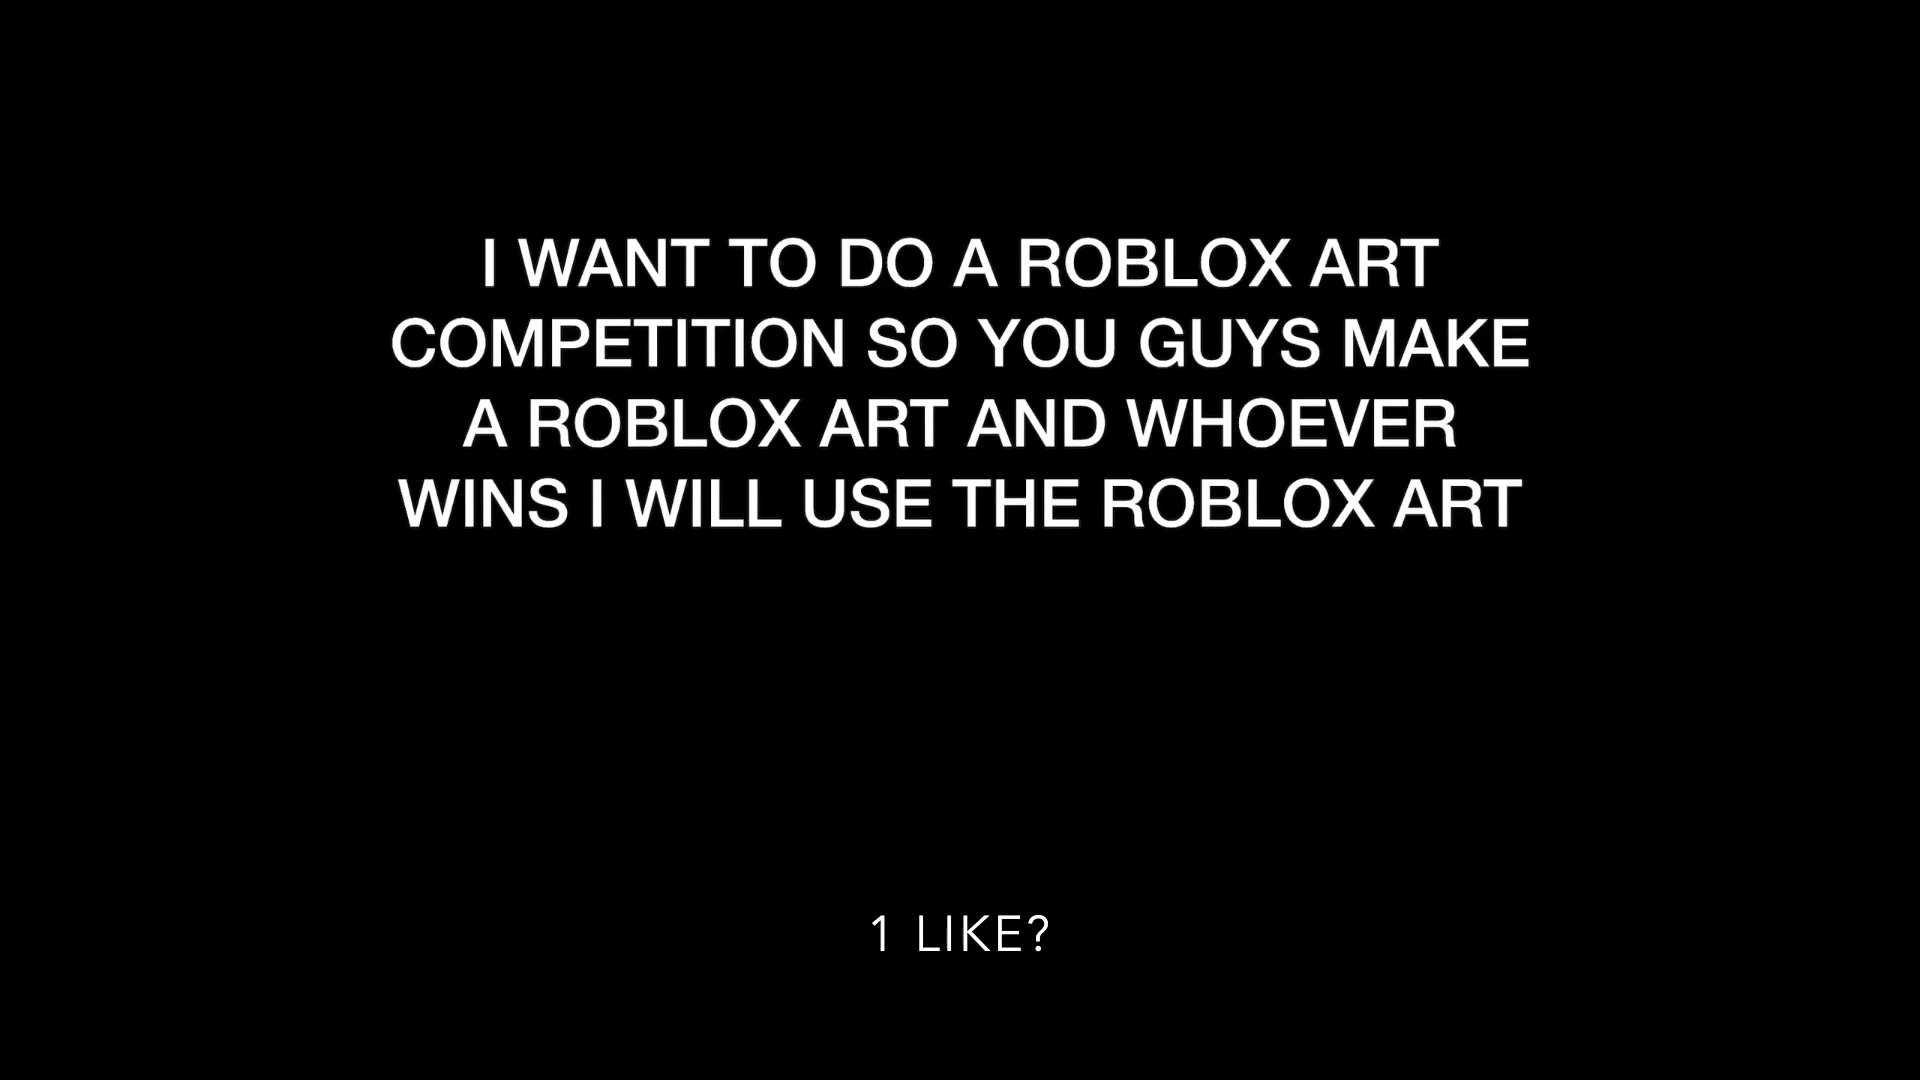 I WANT TO DO A ROBLOX ART
COMPETITION SO YOU GUYS MAKE
A ROBLOX ART AND WHOEVER
WINS I WILL USE THE ROBLOX ART
1 LIKE?